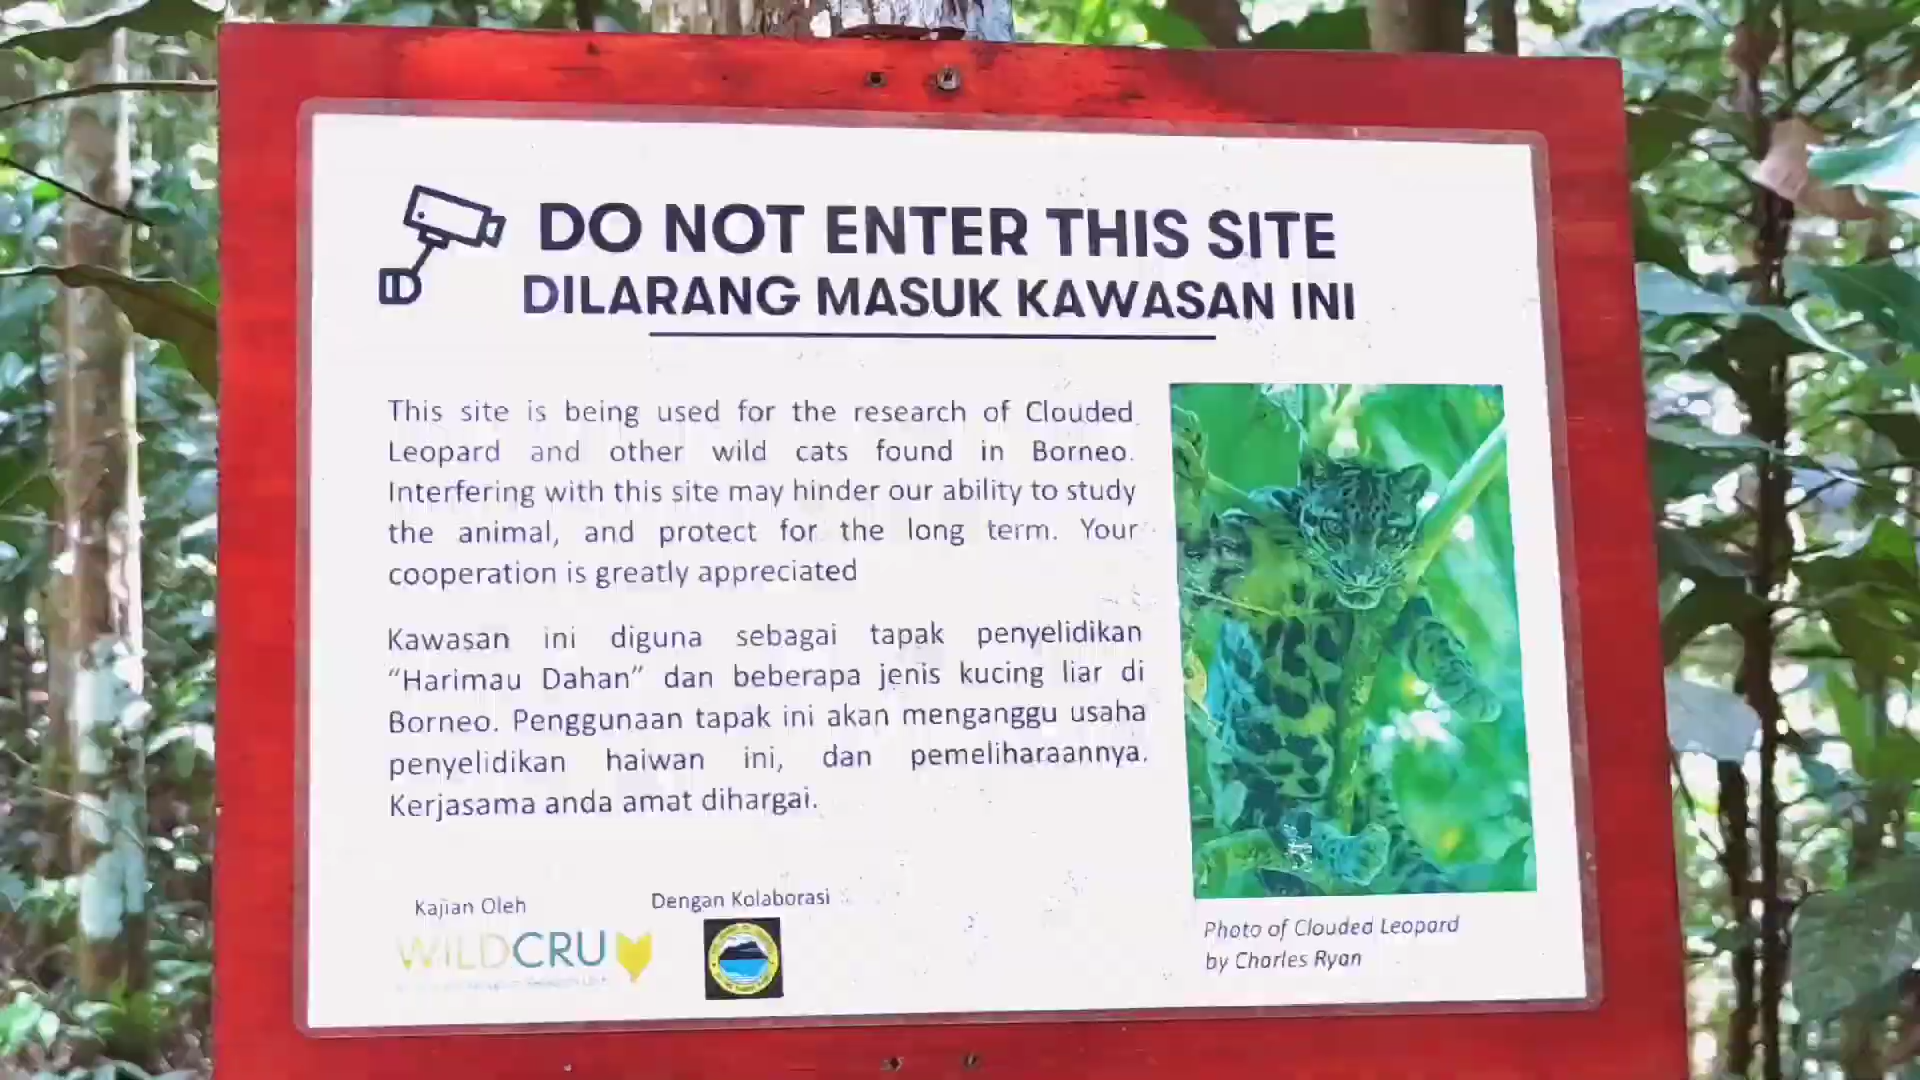 DO NOT ENTER THIS SITE
DILARANG MASUK KAWASAN INI
This site is being used for the research of Clouded
Leopard and other wild cats found in Borneo.
Interfering with this site may hinder our ability to study
the animal, and protect for the long term. Your
cooperation is greatly appreciated
Kawasan ini diguna sebagai tapak penyelidikan
“Harimau Dahan” dan beberapa jenis kucing liar di
Borneo. Penggunaan tapak ini akan menganggu usaha
penyelidikan haiwan ini, dan pemeliharaannya.
Kerjasama anda amat dihargai.
Kajian Oleh
Dengan Kolaborasi
WILDCRU
Photo of Clouded Leopard
by Charles Ryan